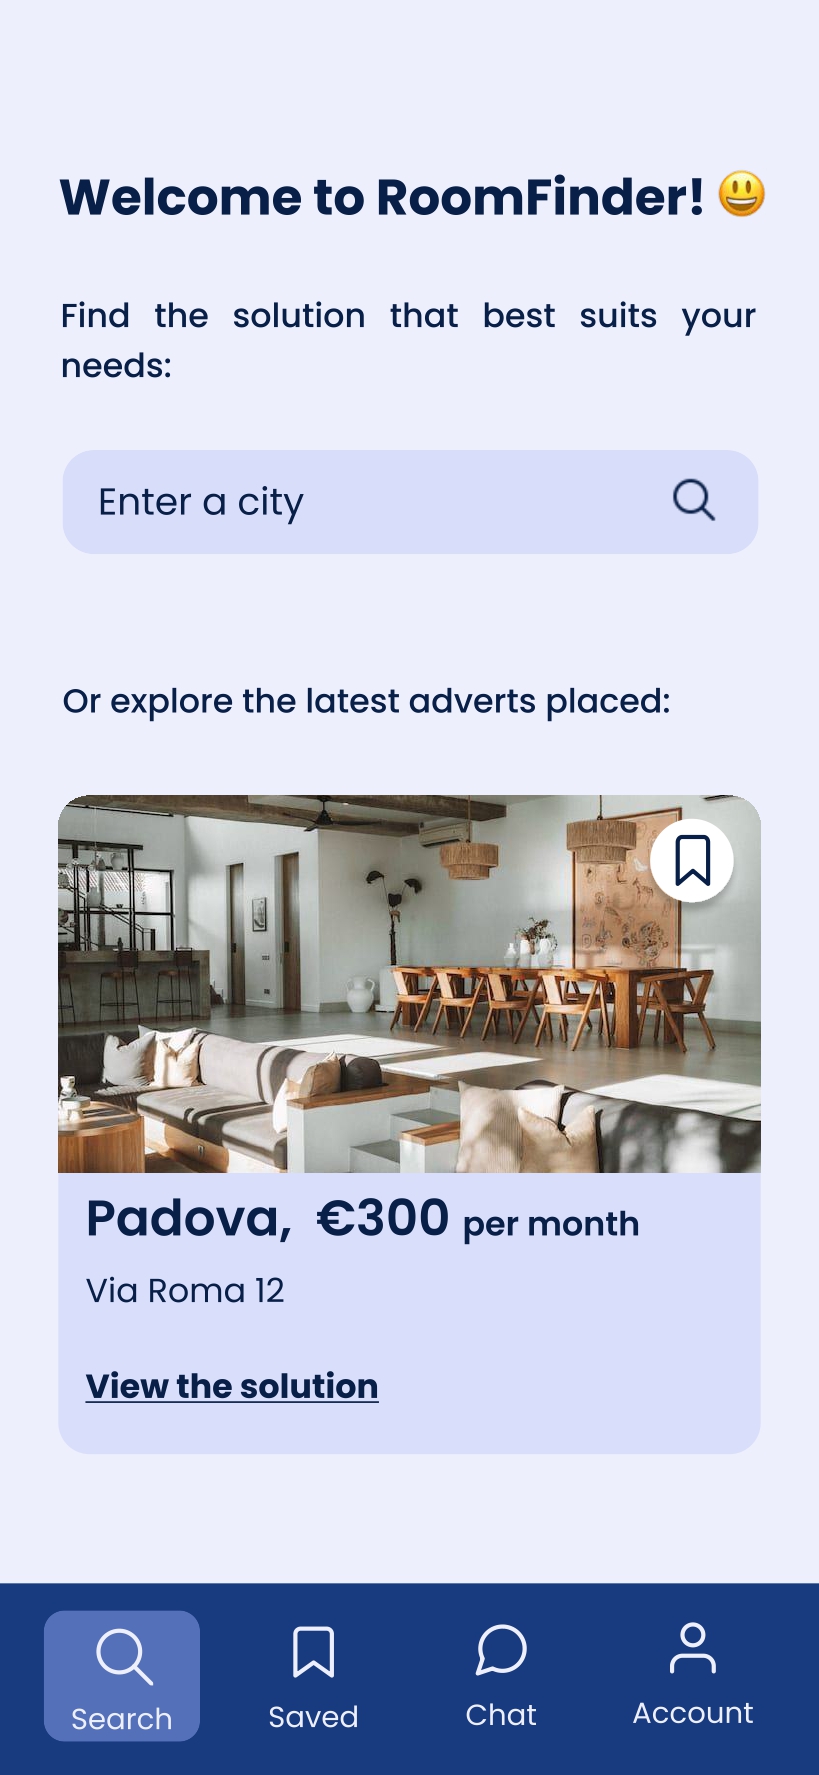 Welcome to RoomFinder! 😃
Find the solution that best suits your
needs:
Enter a city
Or explore the latest adverts placed:
Padova, €300 per month
Via Roma 12
View the solution
Search Saved Chat Account